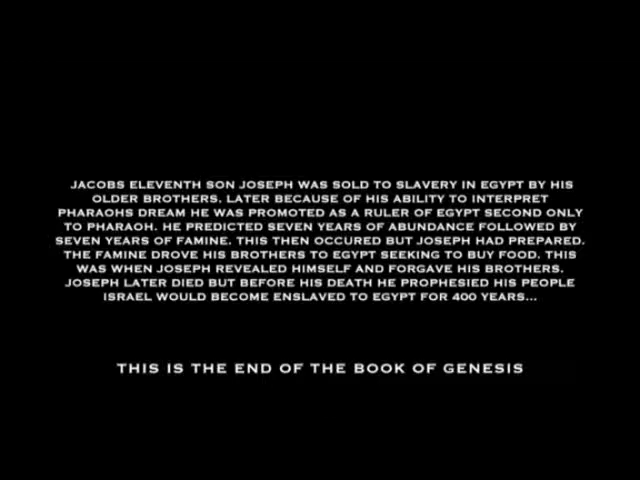 JACOBS ELEVENTH SON JOSEPH WAS SOLD TO SLAVERY IN EGYPT BY HIS
OLDER BROTHERS. LATER BECAUSE OF HIS ABILITY TO INTERPRET
PHARAOHS DREAM HE WAS PROMOTED AS A RULER OF EGYPT SECOND ONLY
TO PHARAOH. HE PREDICTED SEVEN YEARS OF ABUNDANCE FOLLOWED BY
SEVEN YEARS OF FAMINE. THIS THEN OCCURED BUT JOSEPH HAD PREPARED.
THE FAMINE DROVE HIS BROTHERS TO EGYPT SEEKING TO BUY FOOD. THIS
WAS WHEN JOSEPH REVEALED HIMSELF AND FORGAVE HIS BROTHERS.
JOSEPH LATER DIED BUT BEFORE HIS DEATH HE PROPHESIED HIS PEOPLE
ISRAEL WOULD BECOME ENSLAVED TO EGYPT FOR 400 YEARS...
THIS IS THE END OF THE BOOK OF GENESIS